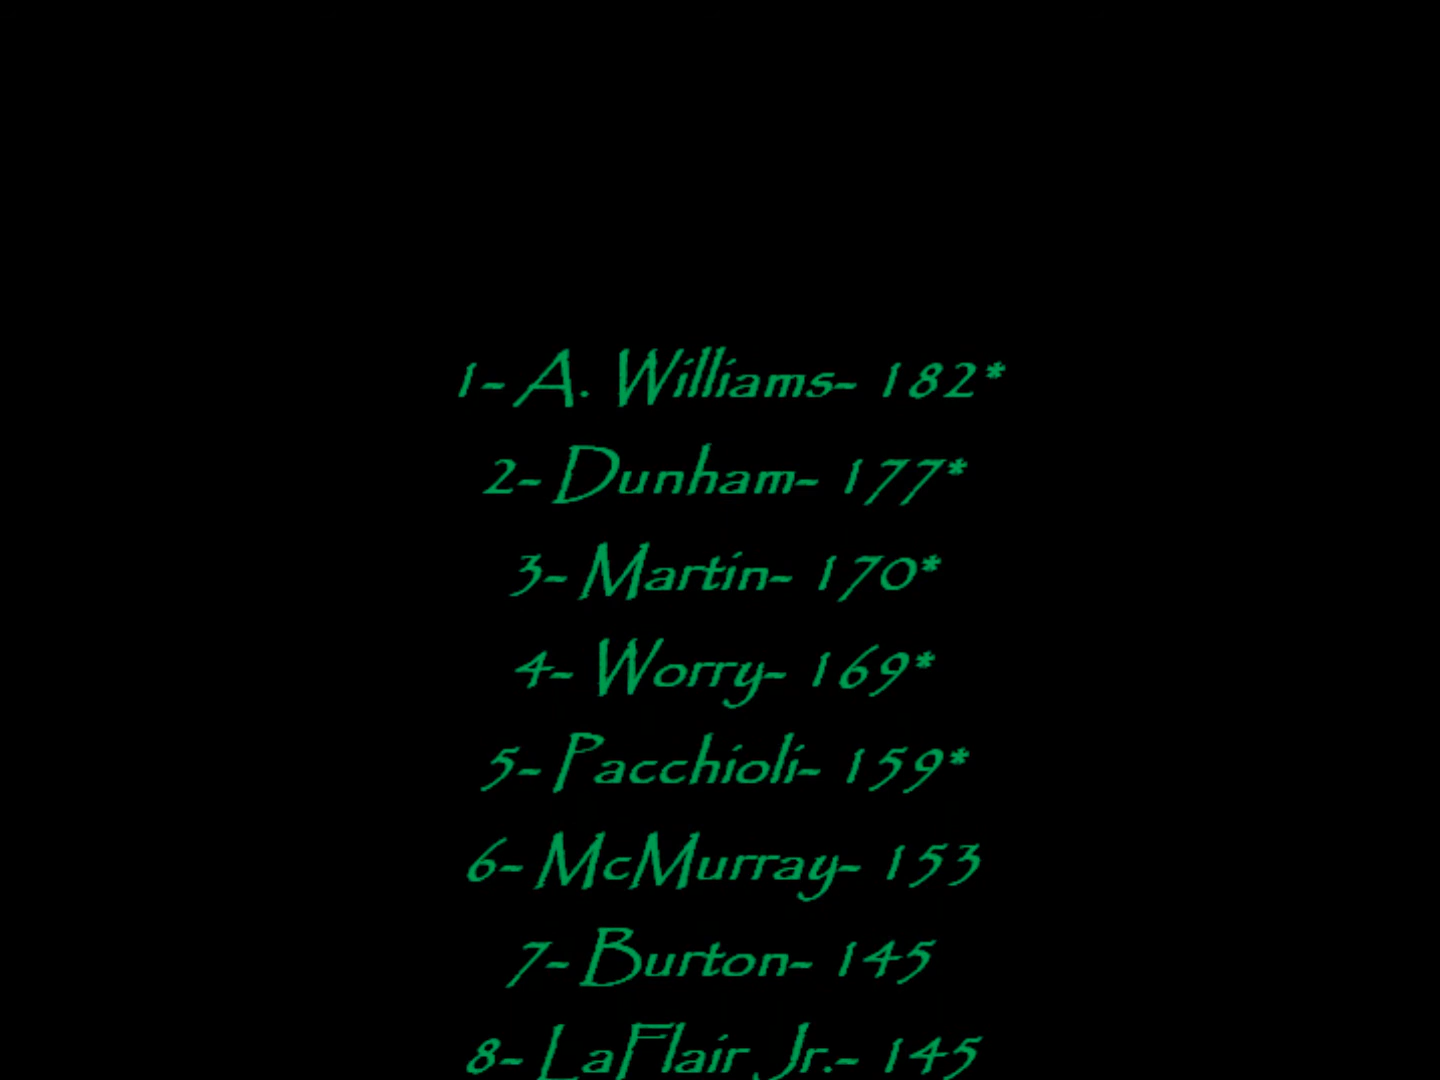 1- A. Williams- 182*
2- Dunham- 177*
3- Martin- 170*
4- Worry- 169*
5- Pacchioli- 159*
6- McMurray- 153
7- Burton- 145
8- LaFlair, Jr.- 145